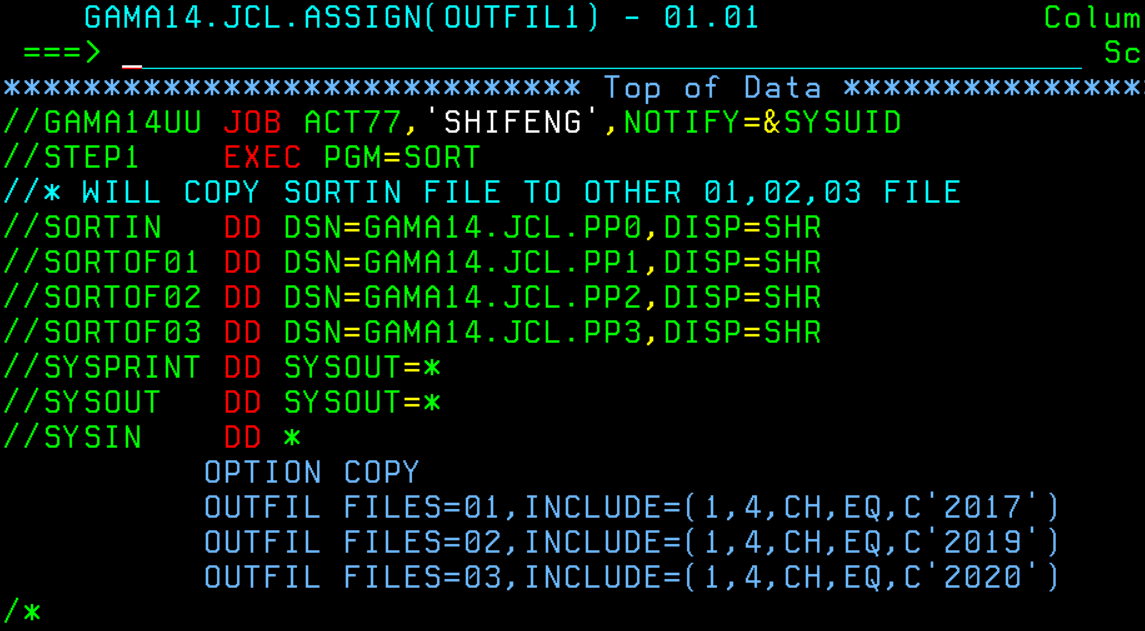 GAMA14.JCL.ASSIGN(OUTFIL1) - 01.01 Colum
===> _ Sc
***************************** Top of Data ***************
//GAMA14UU JOB ACT77,'SHIFENG',NOTIFY=&SYSUID
//STEP1 EXEC PGM=SORT
//* WILL COPY SORTIN FILE TO OTHER 01,02,03 FILE
//SORTIN DD DSN=GAMA14.JCL.PP0,DISP=SHR
//SORTOF01 DD DSN=GAMA14.JCL.PP1,DISP=SHR
//SORTOF02 DD DSN=GAMA14.JCL.PP2,DISP=SHR
//SORTOF03 DD DSN=GAMA14.JCL.PP3,DISP=SHR
//SYSPRINT DD SYSOUT=*
//SYSOUT DD SYSOUT=*
//SYSIN DD *
OPTION COPY
OUTFIL FILES=01,INCLUDE=(1,4,CH,EQ,C'2017')
OUTFIL FILES=02,INCLUDE=(1,4,CH,EQ,C'2019')
OUTFIL FILES=03,INCLUDE=(1,4,CH,EQ,C'2020')
/*